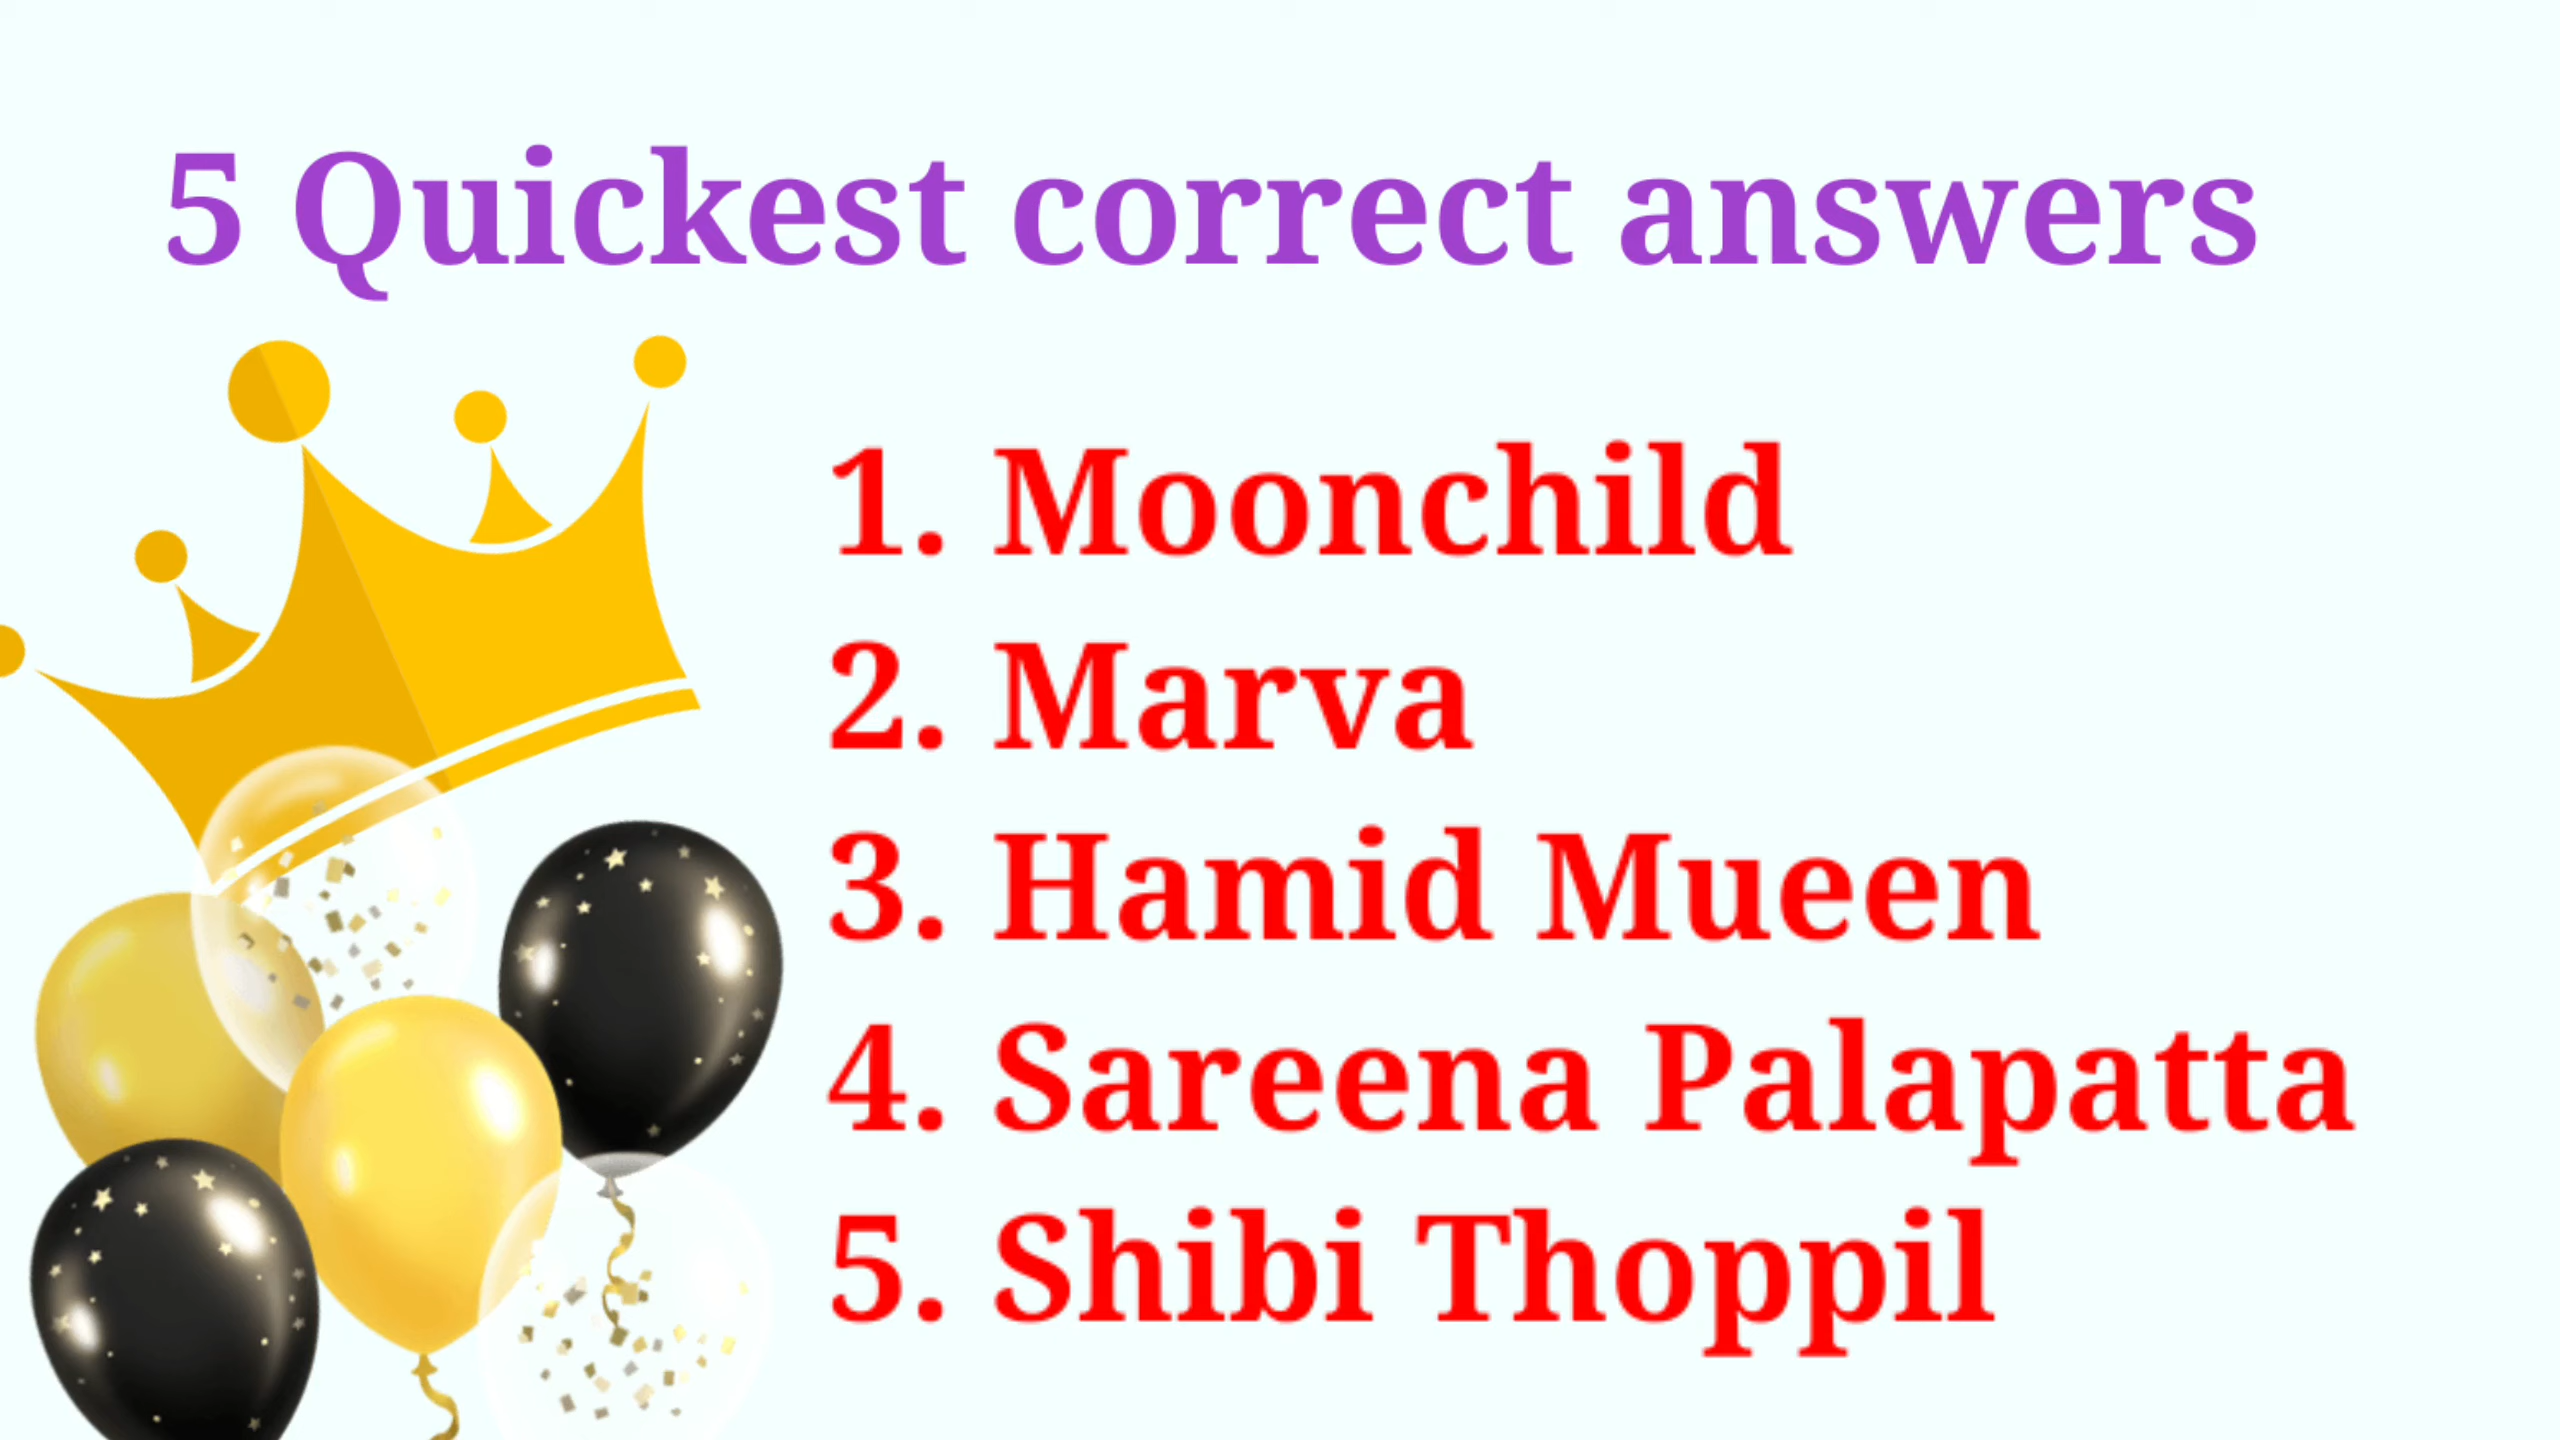 5 Quickest correct answers
1. Moonchild
2. Marva
3. Hamid Mueen
4. Sareena Palapatta
5. Shibi Thoppil